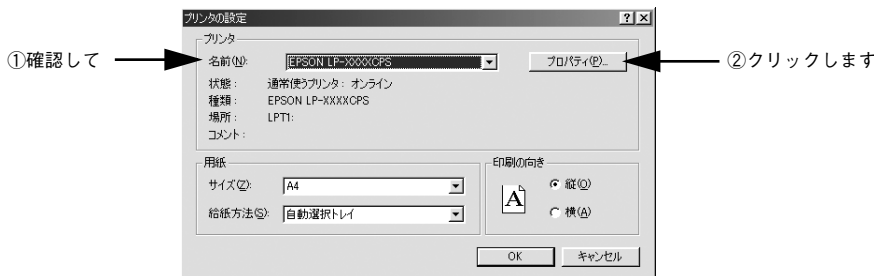 プリンタの設定
プリンタ
①確認して
名前(N): EPSON LP-XXXXCPS プロパティ(P)...
②クリックします
状態： 通常使うプリンタ： オンライン
種類： EPSON LP-XXXXCPS
場所： LPT1:
コメント：
用紙
サイズ(Z): A4
給紙方法(S): 自動選択トレイ
印刷の向き
A
縦(O)
横(A)
OK キャンセル